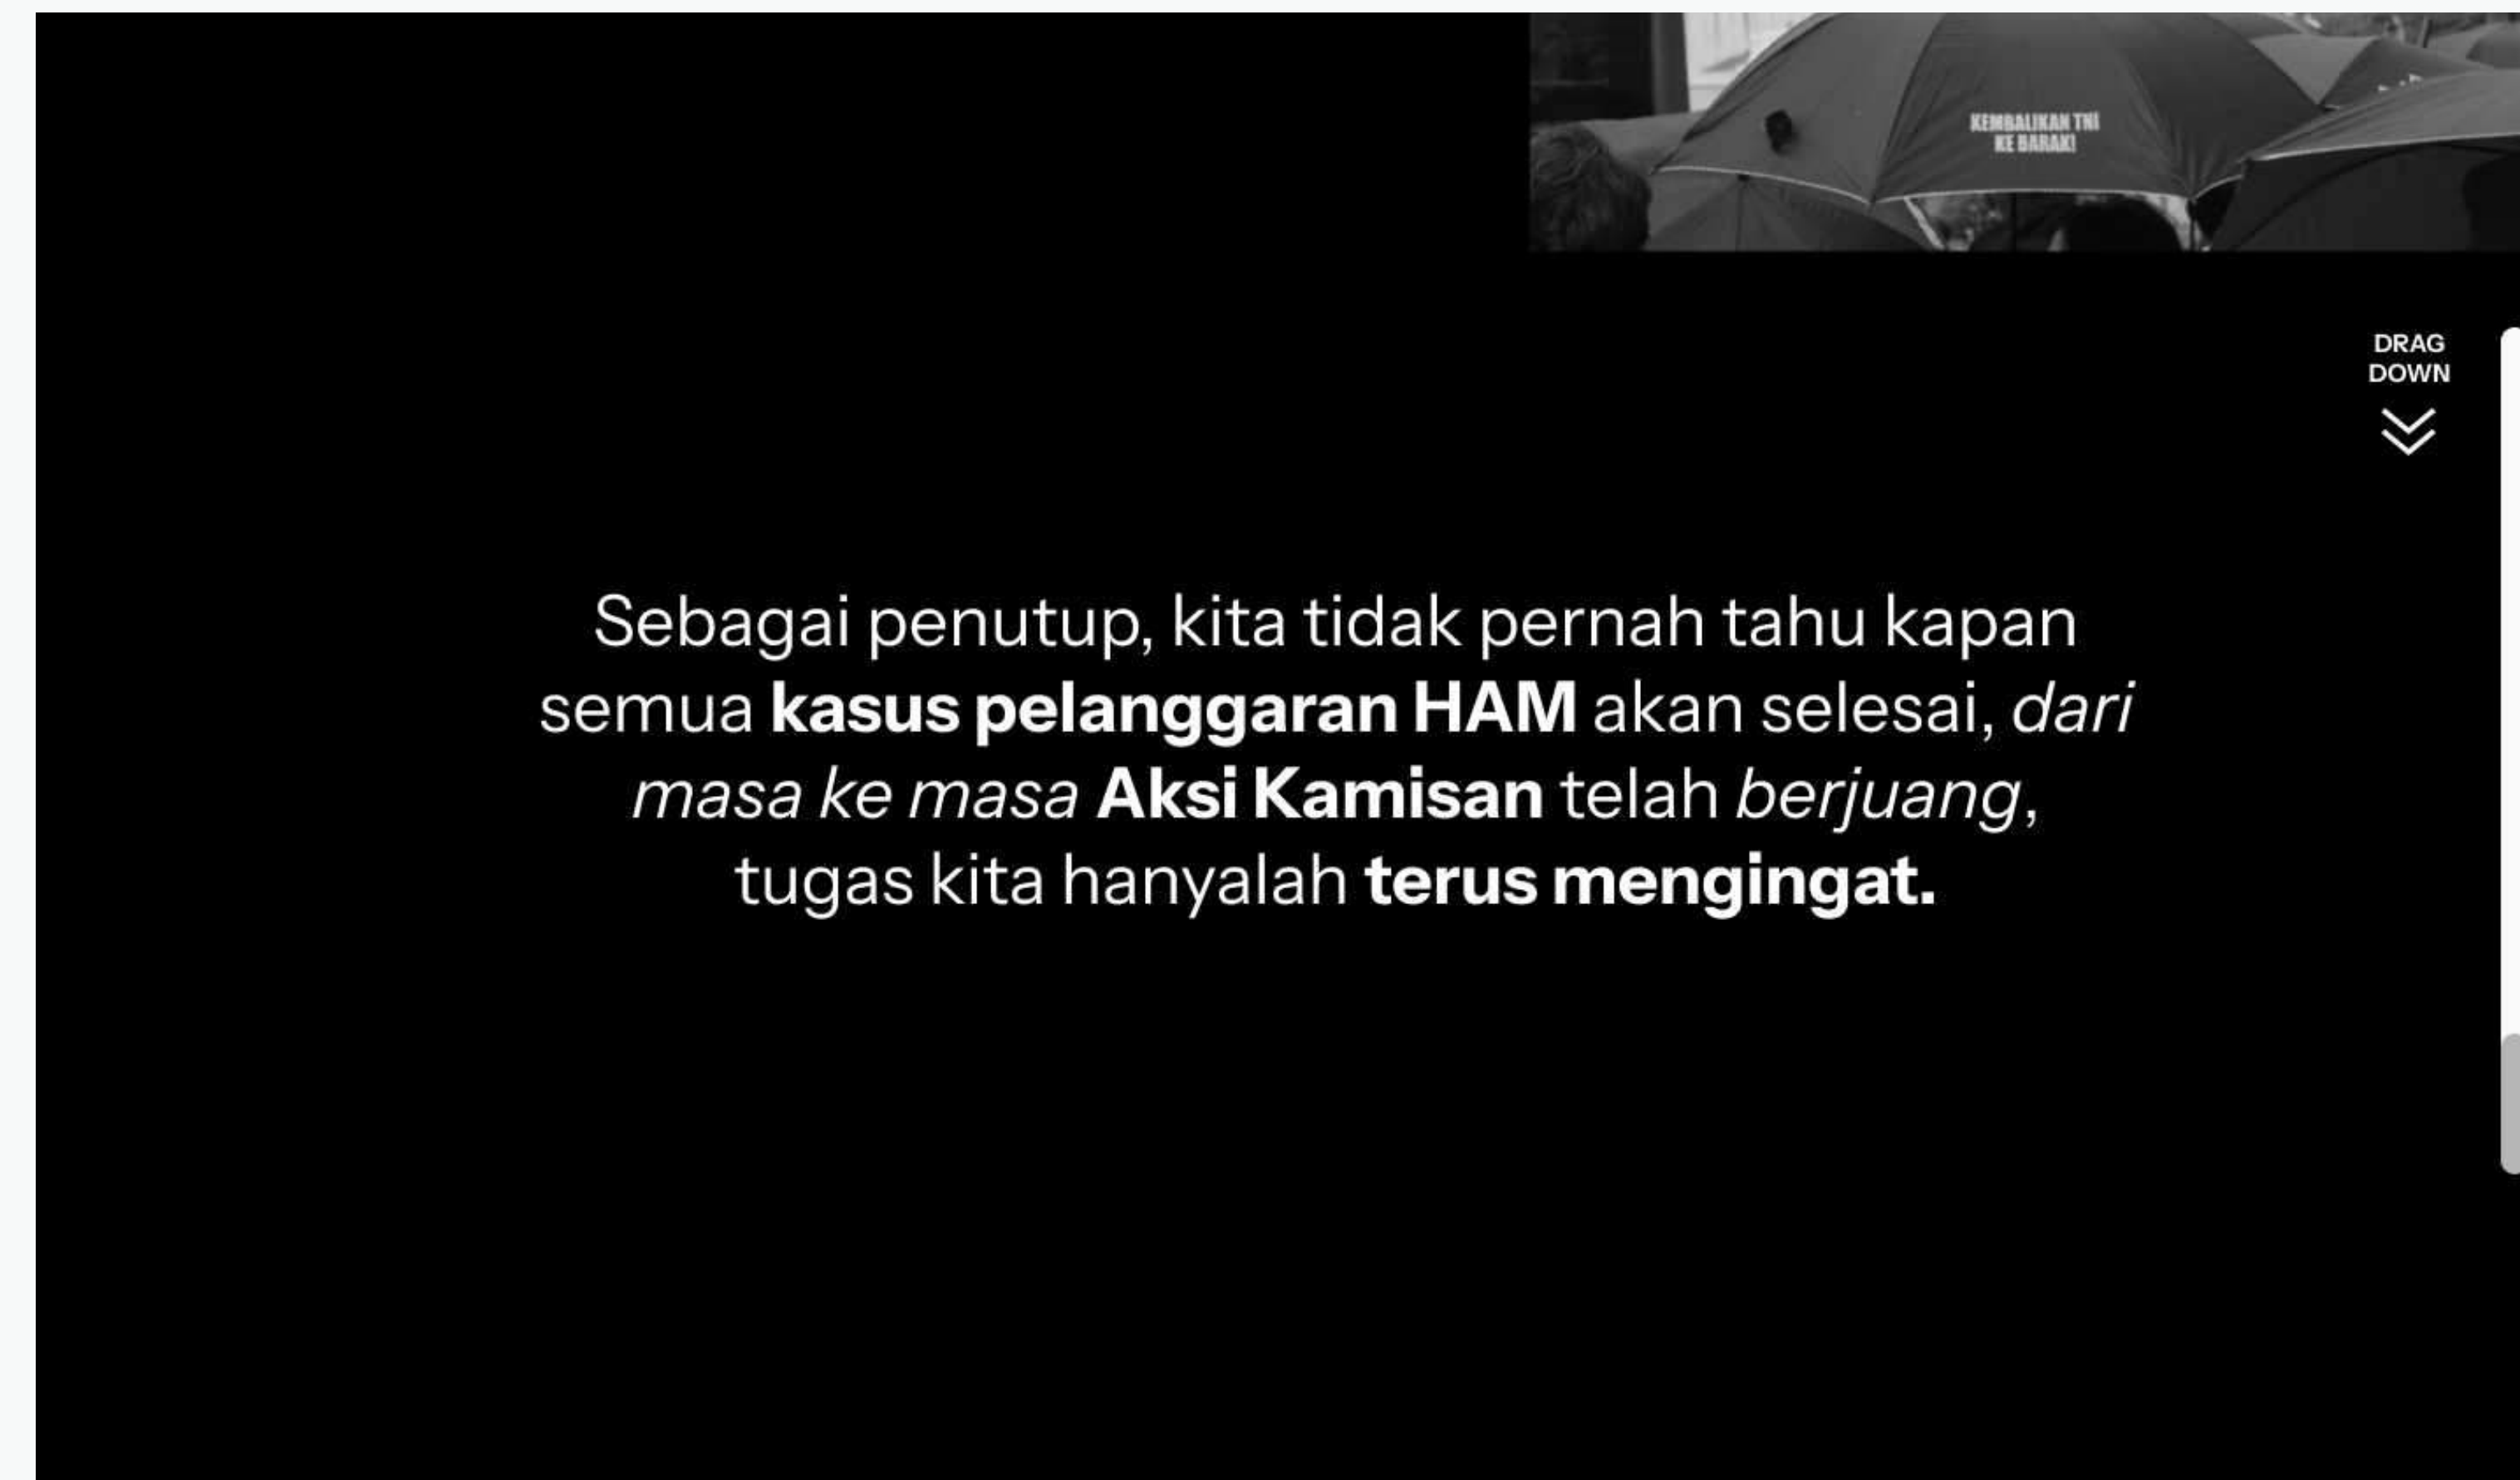 KEMBALIKAN TNI
KE BARAK!
DRAG
DOWN
Sebagai penutup, kita tidak pernah tahu kapan
semua kasus pelanggaran HAM akan selesai, dari
masa ke masa Aksi Kamisan telah berjuang,
tugas kita hanyalah terus mengingat.